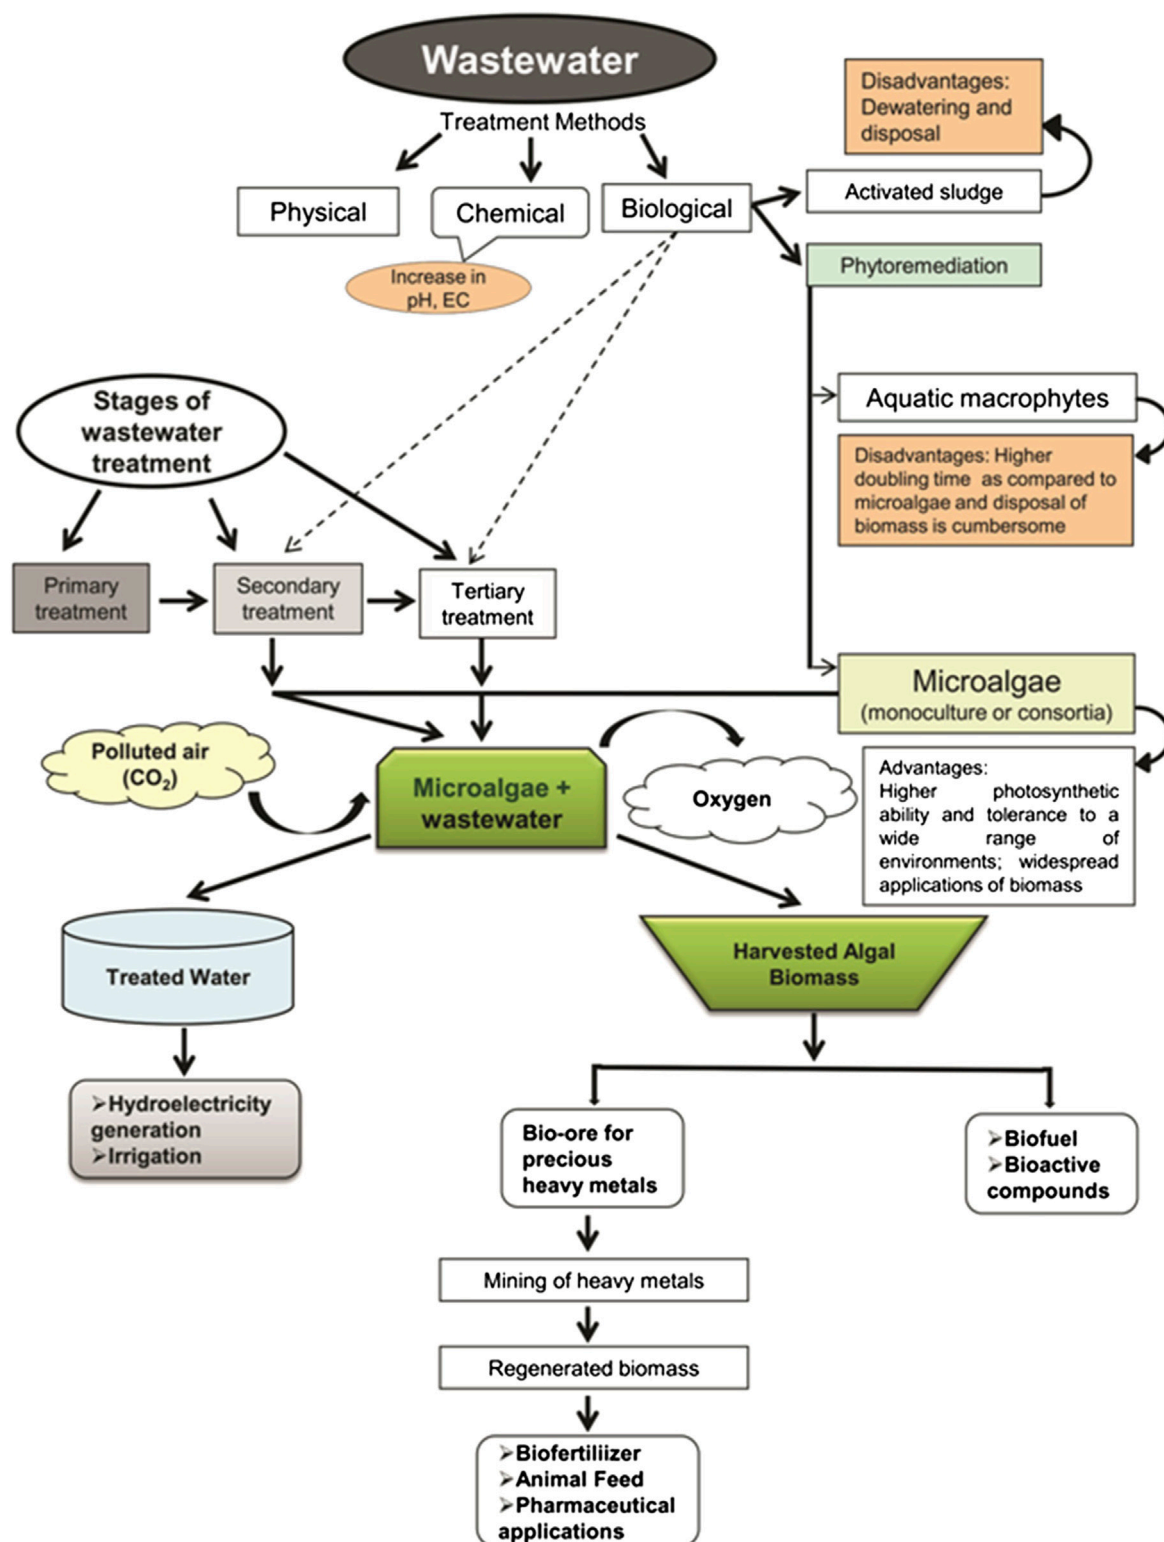 Wastewater
Treatment Methods
Physical
Chemical
Biological
Increase in
pH, EC
Activated sludge
Disadvantages:
Dewatering and
disposal
Phytoremediation
Aquatic macrophytes
Disadvantages: Higher
doubling time as compared to
microalgae and disposal of
biomass is cumbersome
Stages of
wastewater
treatment
Primary
treatment
Secondary
treatment
Tertiary
treatment
Microalgae
(monoculture or consortia)
Advantages:
Higher photosynthetic
ability and tolerance to a
wide range of
environments; widespread
applications of biomass
Polluted air
(CO₂)
Microalgae +
wastewater
Oxygen
Treated Water
➢Hydroelectricity
generation
➢Irrigation
Harvested Algal
Biomass
Bio-ore for
precious
heavy metals
➢Biofuel
➢Bioactive
compounds
Mining of heavy metals
Regenerated biomass
➢Biofertiliizer
➢Animal Feed
➢Pharmaceutical
applications